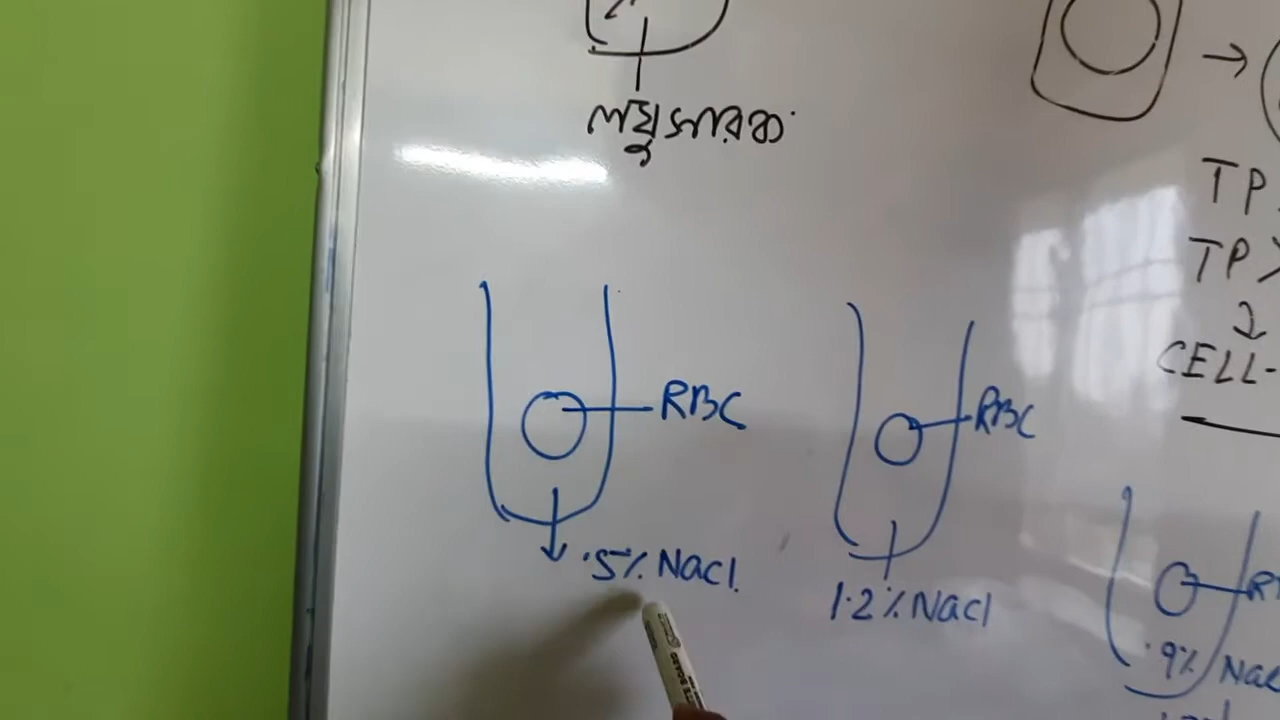 লঘুসারক
TP
TP >
CELL-
RBC
RBC
.5% NaCl.
1.2% NaCl
.9% NaC